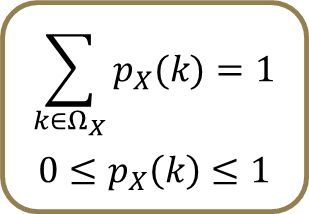 ∑_{k∈Ω_X} p_X(k) = 1
0 ≤ p_X(k) ≤ 1